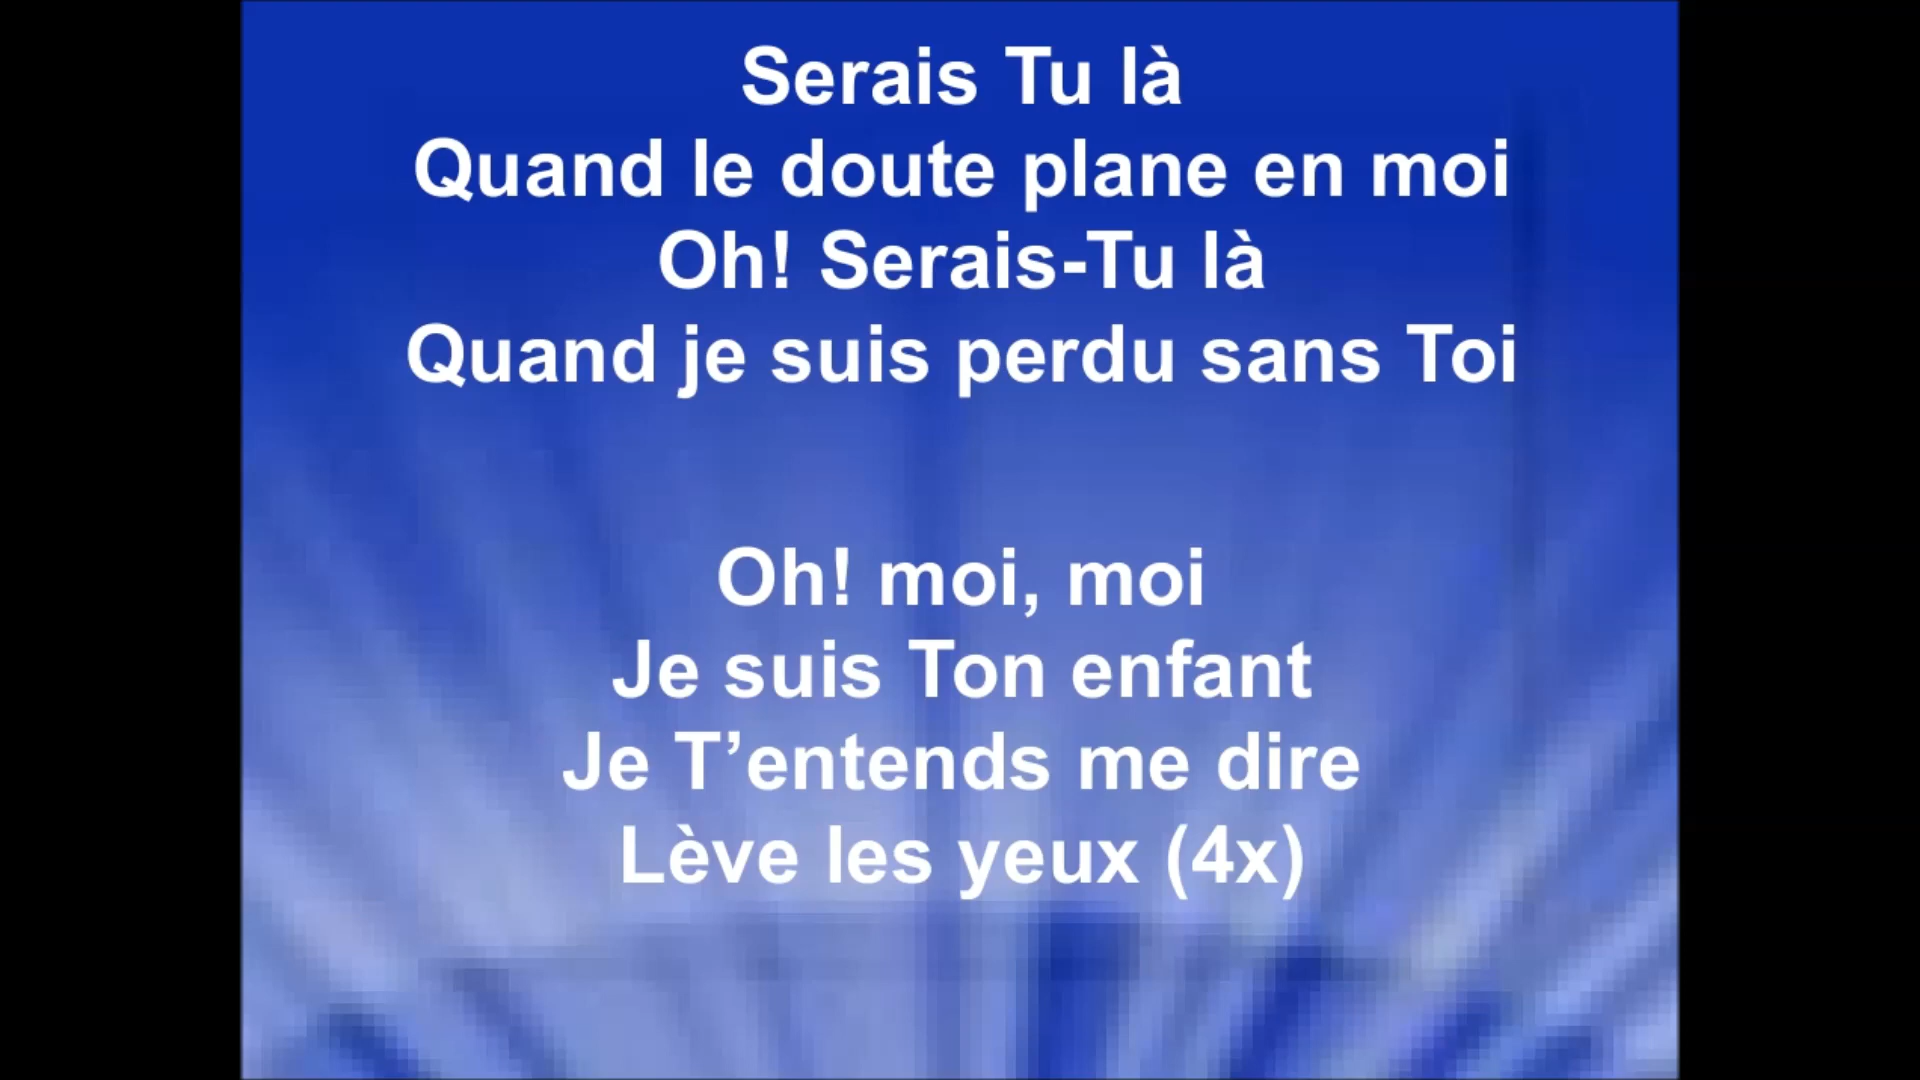 Serais Tu là
Quand le doute plane en moi
Oh! Serais-Tu là
Quand je suis perdu sans Toi
Oh! moi, moi
Je suis Ton enfant
Je T’entends me dire
Lève les yeux (4x)